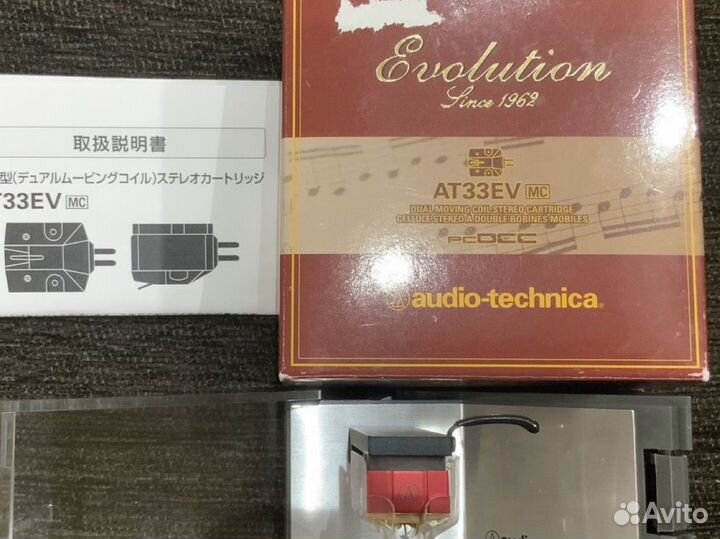 Evolution
Since 1962
AT33EV MC
DUAL MOVING COIL STEREO CARTRIDGE
CELLULE STEREO A DOUBLE BOBINES MOBILES
PCOCC
audio-technica
取扱説明書
型(デュアルムービングコイル)ステレオカートリッジ
T33EV MC
audio
Avito